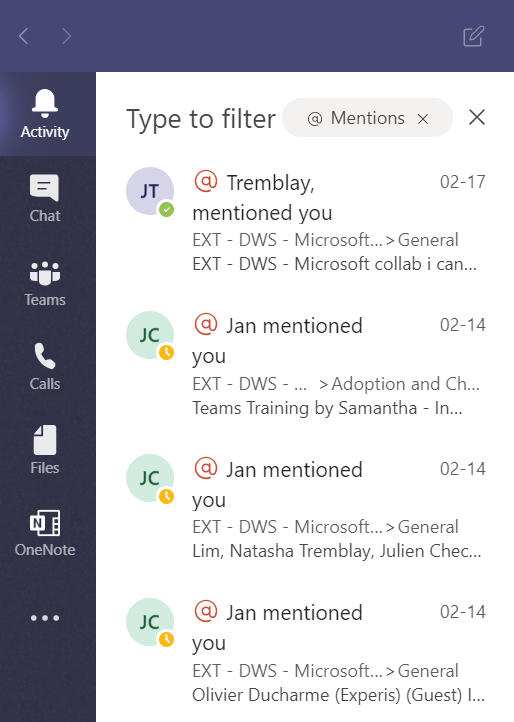 Activity
Chat
Teams
Calls
Files
N
OneNote
Type to filter
@ Mentions
JT
@ Tremblay, 02-17
mentioned you
EXT - DWS - Microsoft...>General
EXT - DWS - Microsoft collab i can...
JC
@ Jan mentioned 02-14
you
EXT - DWS - ... >Adoption and Ch...
Teams Training by Samantha - In...
JC
@ Jan mentioned 02-14
you
EXT - DWS - Microsoft...>General
Lim, Natasha Tremblay, Julien Chec...
JC
@ Jan mentioned 02-14
you
EXT - DWS - Microsoft...>General
Olivier Ducharme (Experis) (Guest) I...